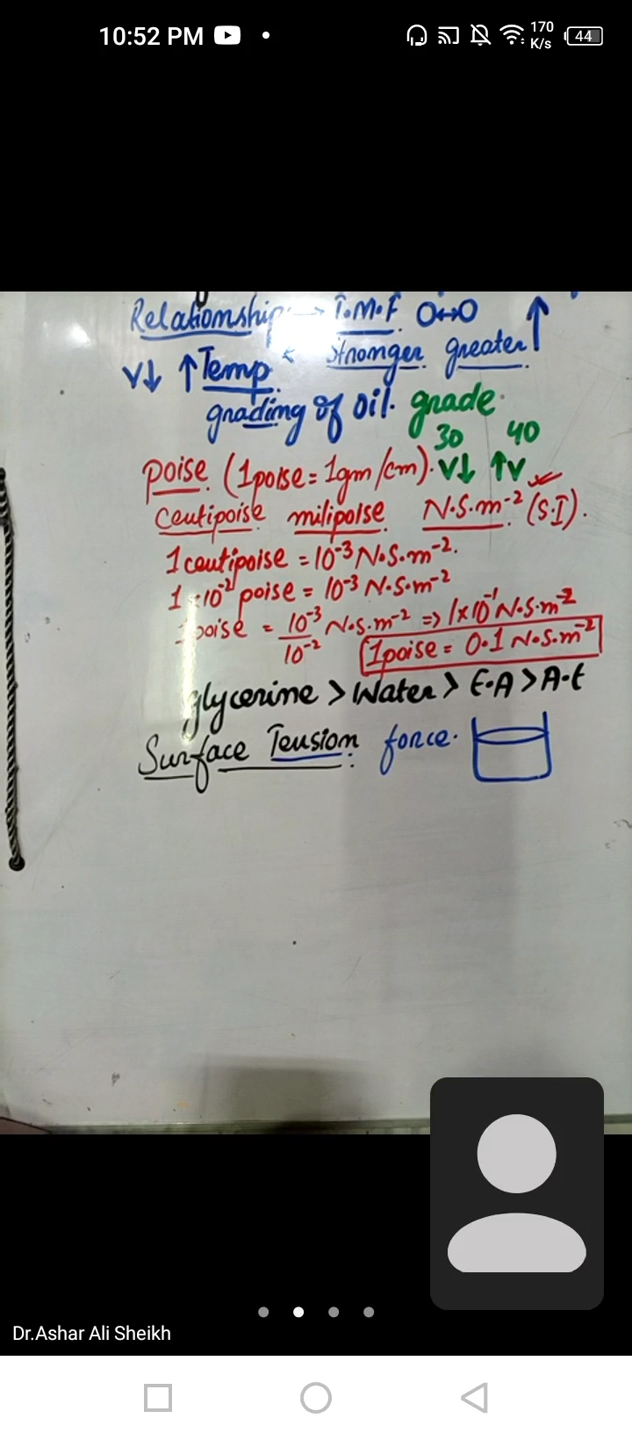 10:52 PM
170 K/s
44
Relationship → I.M.F O↔O ↑
V↓ ↑Temp stronger greater
grading of oil. grade
30 40
poise (1poise = 1gm/cm). V↓ ↑V
Centipoise milipoise N.S.m⁻² (S.I).
1 centipoise = 10⁻³ N.S.m⁻².
1×10⁻² poise = 10⁻³ N.S.m⁻²
poise = 10⁻³/10⁻² N.S.m⁻² => 1×10⁻¹ N.S.m⁻²
1poise = 0.1 N.S.m⁻²
glycerine > Water > E.A > A.E
Surface Tension: force.
Dr.Ashar Ali Sheikh